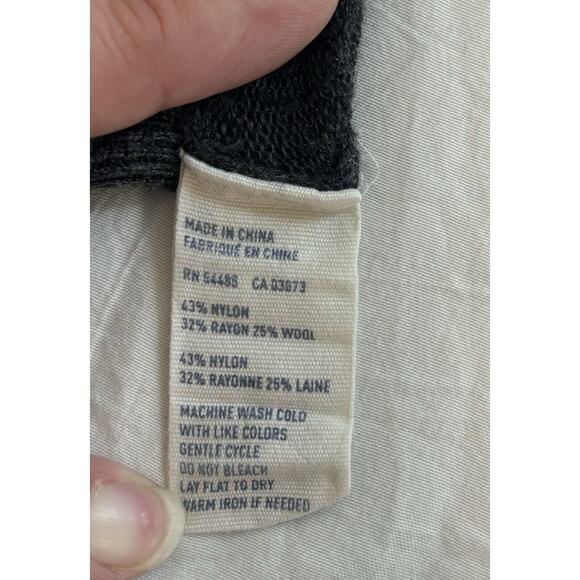 MADE IN CHINA
FABRIQUÉ EN CHINE
RN 54485 CA 03673
43% NYLON
32% RAYON 25% WOOL
43% NYLON
32% RAYONNE 25% LAINE
MACHINE WASH COLD
WITH LIKE COLORS
GENTLE CYCLE
DO NOT BLEACH
LAY FLAT TO DRY
WARM IRON IF NEEDED